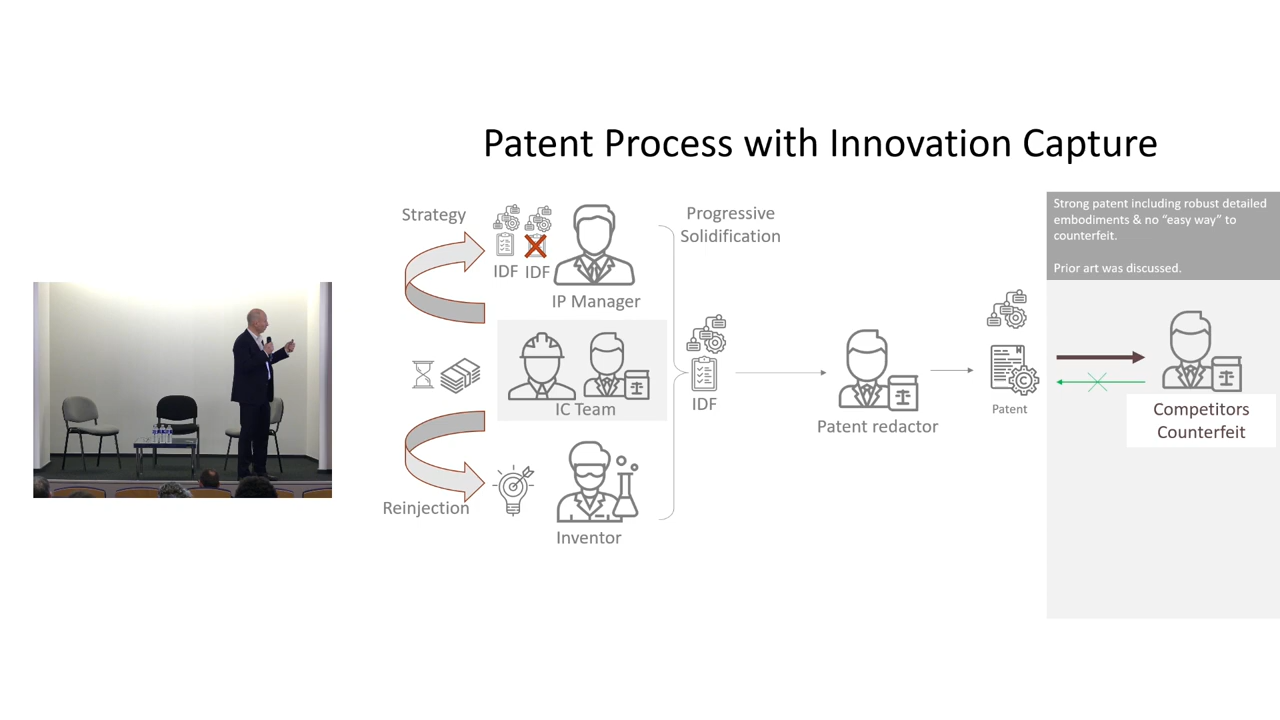 Patent Process with Innovation Capture
Strategy
IDF
IDF
IP Manager
Progressive
Solidification
IC Team
Reinjection
Inventor
IDF
Patent redactor
Patent
Strong patent including robust detailed
embodiments & no “easy way” to
counterfeit.
Prior art was discussed.
Competitors
Counterfeit